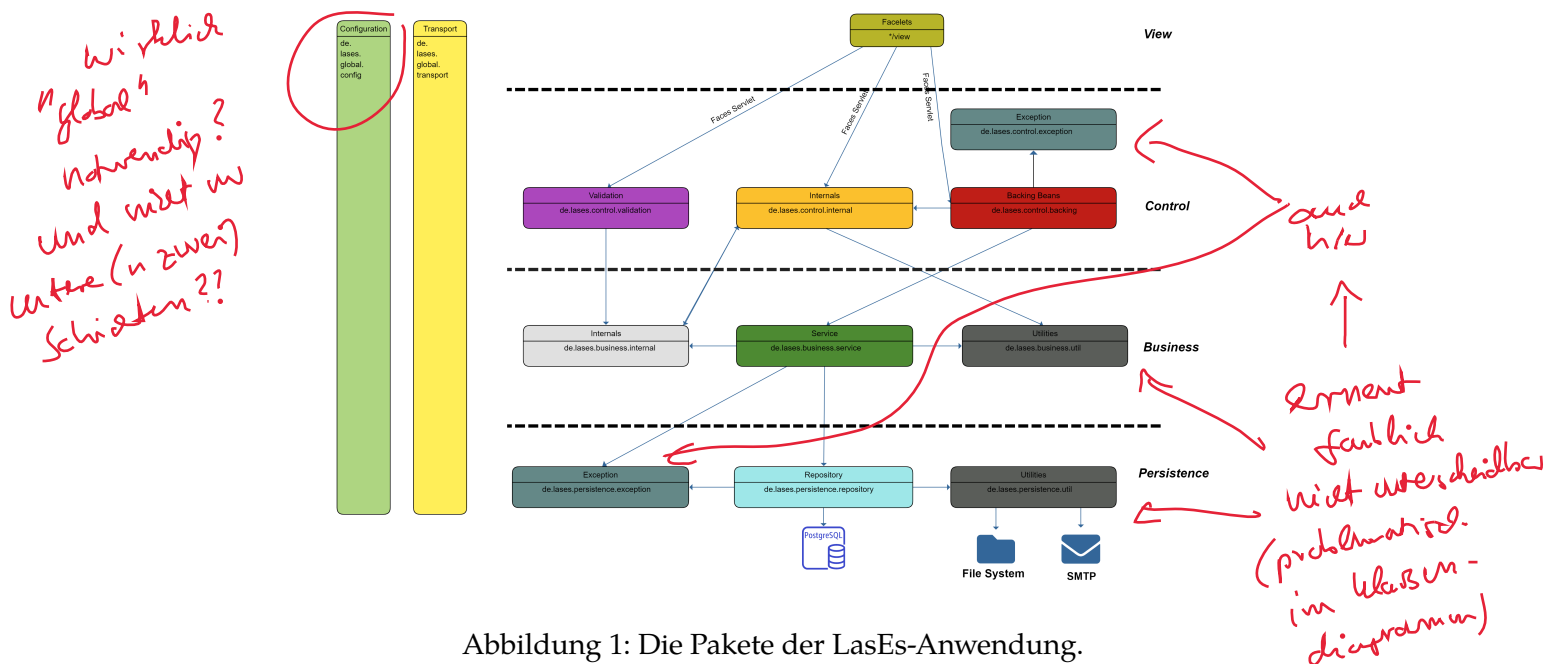 wirklich
"global"
notwendig?
und nicht in
untere(n zwei)
Schichten??
Configuration
de.
lases.
global.
config
Transport
de.
lases.
global.
transport
Facelets
*/view
View
Faces Servlet
Faces Servlet
Faces Servlet
Exception
de.lases.control.exception
Validation
de.lases.control.validation
Internals
de.lases.control.internal
Backing Beans
de.lases.control.backing
Control
auch
hier
Internals
de.lases.business.internal
Service
de.lases.business.service
Utilities
de.lases.business.util
Business
erneut
farblich
nicht unterscheidbar
(problematisch
im Klassen-
diagramm)
Exception
de.lases.persistence.exception
Repository
de.lases.persistence.repository
Utilities
de.lases.persistence.util
Persistence
PostgreSQL
File System
SMTP
Abbildung 1: Die Pakete der LasEs-Anwendung.